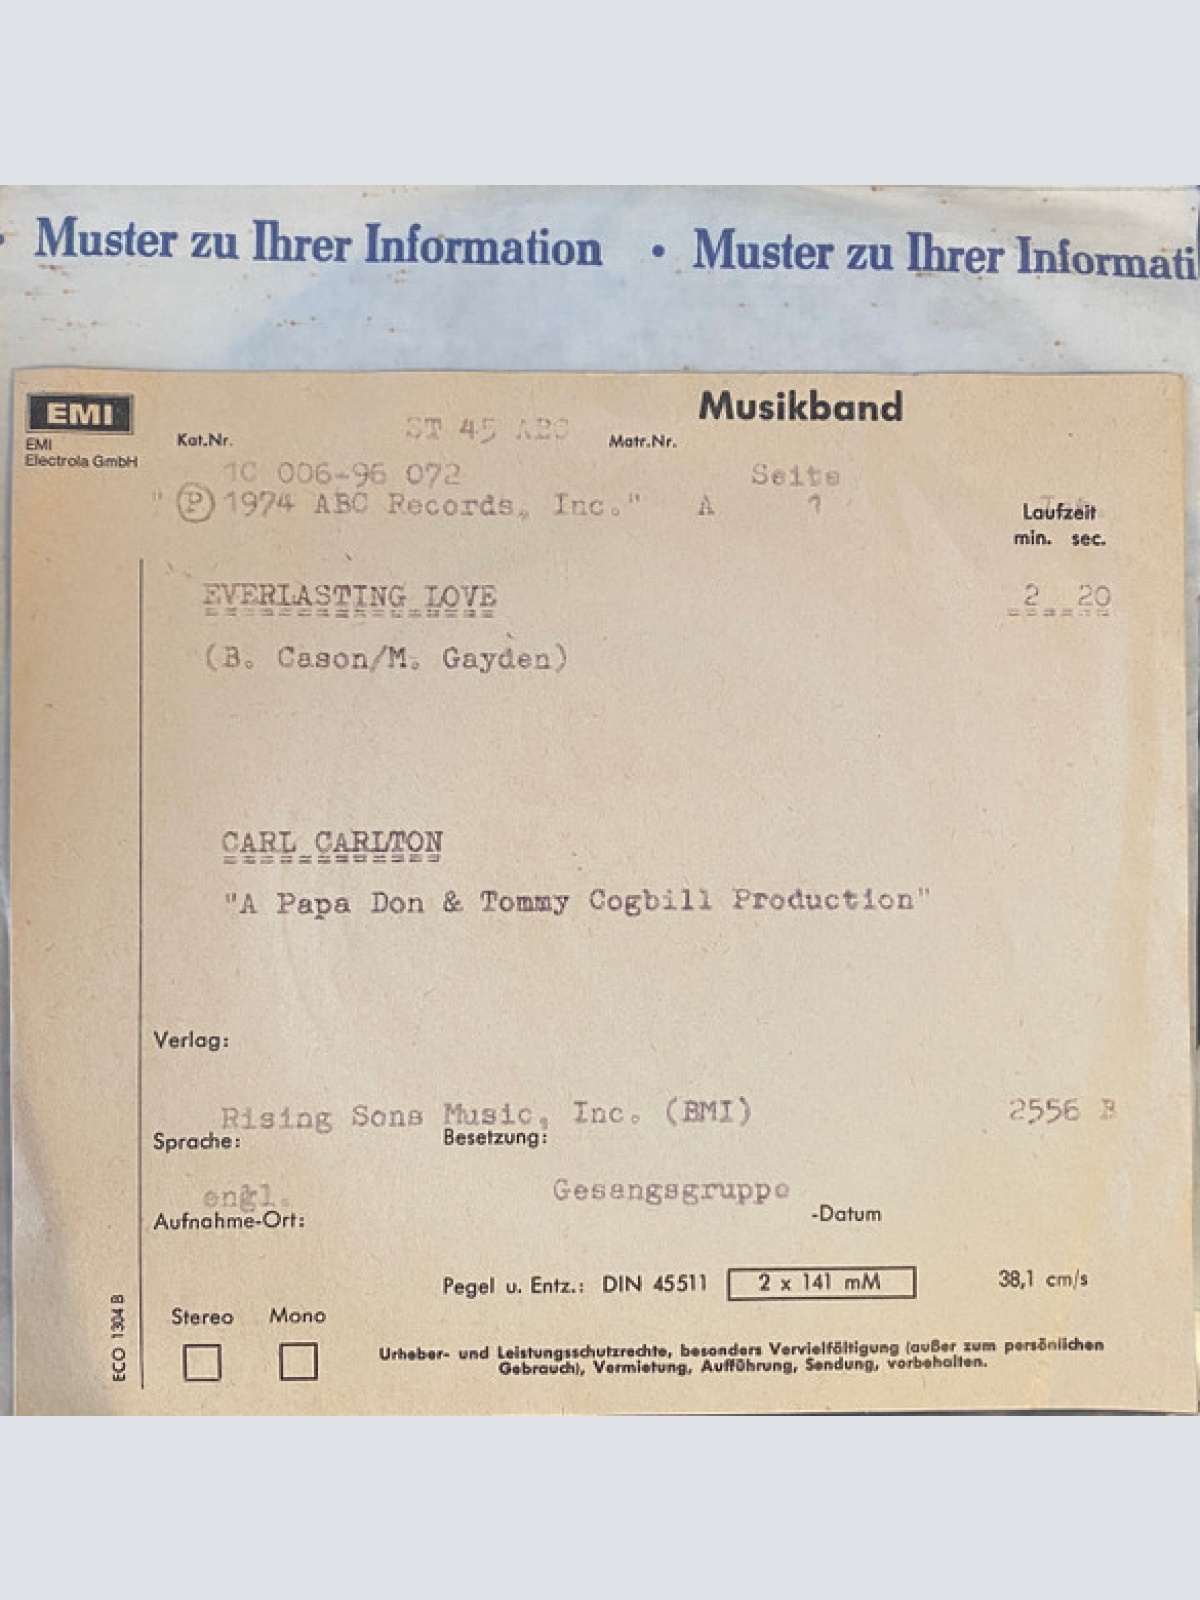 • Muster zu Ihrer Information • Muster zu Ihrer Informati
EMI
EMI
Electrola GmbH
Musikband
Kat.Nr. ST 45 ABC Matr.Nr.
1C 006-96 072 Seite
" Ⓟ 1974 ABC Records, Inc." A 1
Laufzeit
min. sec.
EVERLASTING LOVE 2 20
(B. Cason/M. Gayden)
CARL CARLTON
"A Papa Don & Tommy Cogbill Production"
Verlag:
Rising Sons Music, Inc. (BMI) 2556 B
Sprache: Besetzung:
engl. Gesangsgruppe
Aufnahme-Ort: -Datum
Pegel u. Entz.: DIN 45511 2 x 141 mM 38,1 cm/s
Stereo Mono
Urheber- und Leistungsschutzrechte, besonders Vervielfältigung (außer zum persönlichen
Gebrauch), Vermietung, Aufführung, Sendung, vorbehalten.
ECO 1304 B